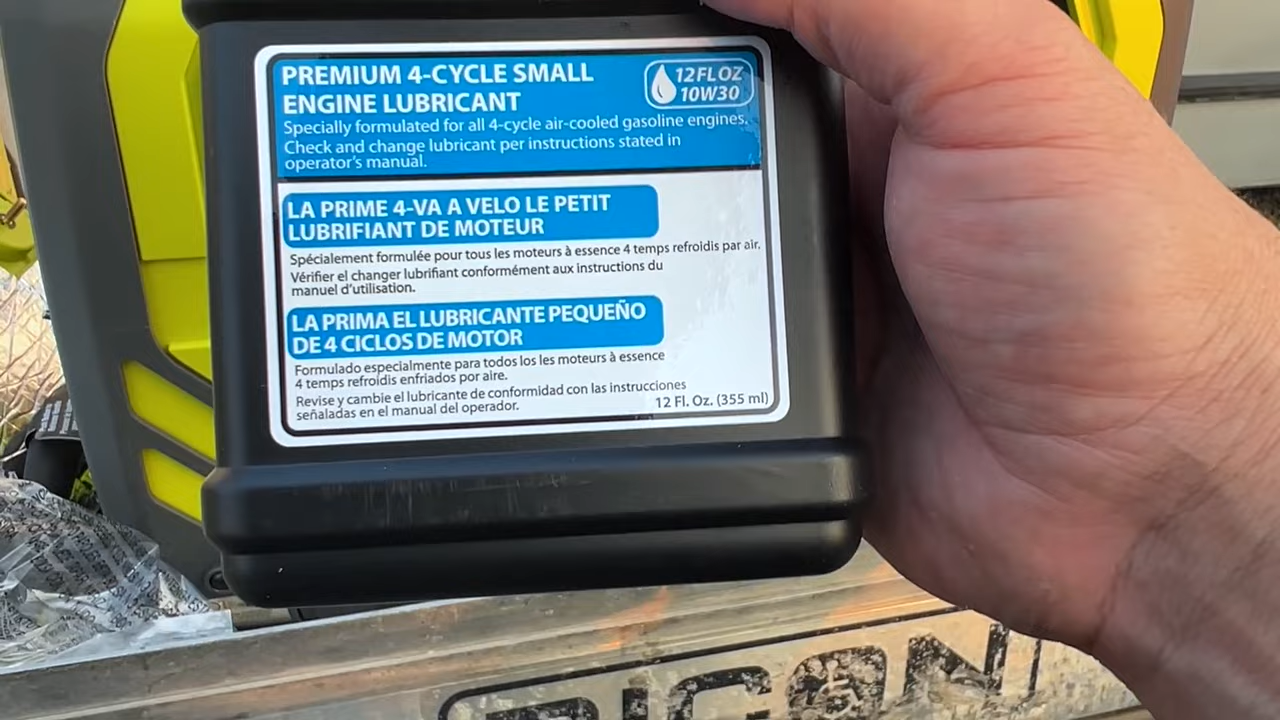 PREMIUM 4-CYCLE SMALL
ENGINE LUBRICANT
12 FL OZ
10W30
Specially formulated for all 4-cycle air-cooled gasoline engines.
Check and change lubricant per instructions stated in
operator's manual.
LA PRIME 4-VA A VELO LE PETIT
LUBRIFIANT DE MOTEUR
Spécialement formulée pour tous les moteurs à essence 4 temps refroidis par air.
Vérifier el changer lubrifiant conformément aux instructions du
manuel d'utilisation.
LA PRIMA EL LUBRICANTE PEQUEÑO
DE 4 CICLOS DE MOTOR
Formulado especialmente para todos los les moteurs à essence
4 temps refroidis enfriados por aire.
Revise y cambie el lubricante de conformidad con las instrucciones
señaladas en el manual del operador.
12 Fl. Oz. (355 ml)